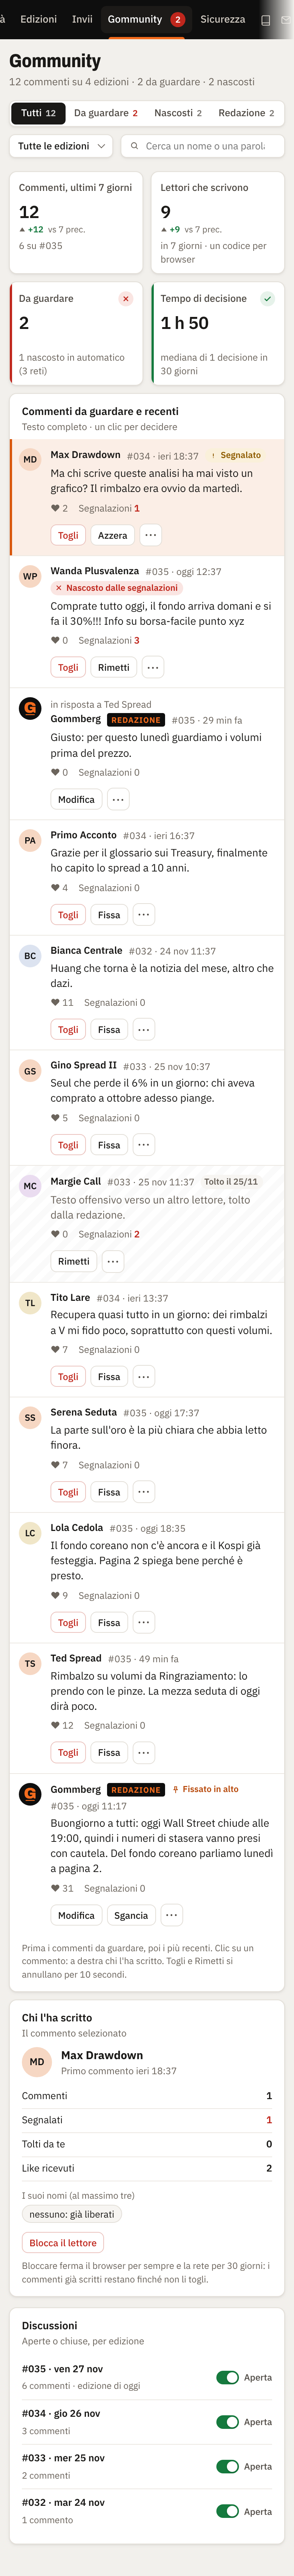 à Edizioni Invii Gommunity 2 Sicurezza
Gommunity
12 commenti su 4 edizioni · 2 da guardare · 2 nascosti
Tutti 12 Da guardare 2 Nascosti 2 Redazione 2
Tutte le edizioni
Cerca un nome o una parola
Commenti, ultimi 7 giorni
12
+12 vs 7 prec.
6 su #035
Lettori che scrivono
9
+9 vs 7 prec.
in 7 giorni · un codice per
browser
Da guardare
2
1 nascosto in automatico
(3 reti)
Tempo di decisione
1 h 50
mediana di 1 decisione in
30 giorni
Commenti da guardare e recenti
Testo completo · un clic per decidere
MD
Max Drawdown #034 · ieri 18:37 ! Segnalato
Ma chi scrive queste analisi ha mai visto un
grafico? Il rimbalzo era ovvio da martedì.
♥ 2 Segnalazioni 1
Togli Azzera ···
WP
Wanda Plusvalenza #035 · oggi 12:37
× Nascosto dalle segnalazioni
Comprate tutto oggi, il fondo arriva domani e si
fa il 30%!!! Info su borsa-facile punto xyz
♥ 0 Segnalazioni 3
Togli Rimetti ···
G
in risposta a Ted Spread
Gommberg REDAZIONE #035 · 29 min fa
Giusto: per questo lunedì guardiamo i volumi
prima del prezzo.
♥ 0 Segnalazioni 0
Modifica ···
PA
Primo Acconto #034 · ieri 16:37
Grazie per il glossario sui Treasury, finalmente
ho capito lo spread a 10 anni.
♥ 4 Segnalazioni 0
Togli Fissa ···
BC
Bianca Centrale #032 · 24 nov 11:37
Huang che torna è la notizia del mese, altro che
dazi.
♥ 11 Segnalazioni 0
Togli Fissa ···
GS
Gino Spread II #033 · 25 nov 10:37
Seul che perde il 6% in un giorno: chi aveva
comprato a ottobre adesso piange.
♥ 5 Segnalazioni 0
Togli Fissa ···
MC
Margie Call #033 · 25 nov 11:37 Tolto il 25/11
Testo offensivo verso un altro lettore, tolto
dalla redazione.
♥ 0 Segnalazioni 2
Rimetti ···
TL
Tito Lare #034 · ieri 13:37
Recupera quasi tutto in un giorno: dei rimbalzi
a V mi fido poco, soprattutto con questi volumi.
♥ 7 Segnalazioni 0
Togli Fissa ···
SS
Serena Seduta #035 · oggi 17:37
La parte sull'oro è la più chiara che abbia letto
finora.
♥ 7 Segnalazioni 0
Togli Fissa ···
LC
Lola Cedola #035 · oggi 18:35
Il fondo coreano non c'è ancora e il Kospi già
festeggia. Pagina 2 spiega bene perché è
presto.
♥ 9 Segnalazioni 0
Togli Fissa ···
TS
Ted Spread #035 · 49 min fa
Rimbalzo su volumi da Ringraziamento: lo
prendo con le pinze. La mezza seduta di oggi
dirà poco.
♥ 12 Segnalazioni 0
Togli Fissa ···
G
Gommberg REDAZIONE Fissato in alto
#035 · oggi 11:17
Buongiorno a tutti: oggi Wall Street chiude alle
19:00, quindi i numeri di stasera vanno presi
con cautela. Del fondo coreano parliamo lunedì
a pagina 2.
♥ 31 Segnalazioni 0
Modifica Sgancia ···
Prima i commenti da guardare, poi i più recenti. Clic su un
commento: a destra chi l'ha scritto. Togli e Rimetti si
annullano per 10 secondi.
Chi l'ha scritto
Il commento selezionato
MD
Max Drawdown
Primo commento ieri 18:37
Commenti 1
Segnalati 1
Tolti da te 0
Like ricevuti 2
I suoi nomi (al massimo tre)
nessuno: già liberati
Blocca il lettore
Bloccare ferma il browser per sempre e la rete per 30 giorni: i
commenti già scritti restano finché non li togli.
Discussioni
Aperte o chiuse, per edizione
#035 · ven 27 nov
6 commenti · edizione di oggi
Aperta
#034 · gio 26 nov
3 commenti
Aperta
#033 · mer 25 nov
2 commenti
Aperta
#032 · mar 24 nov
1 commento
Aperta